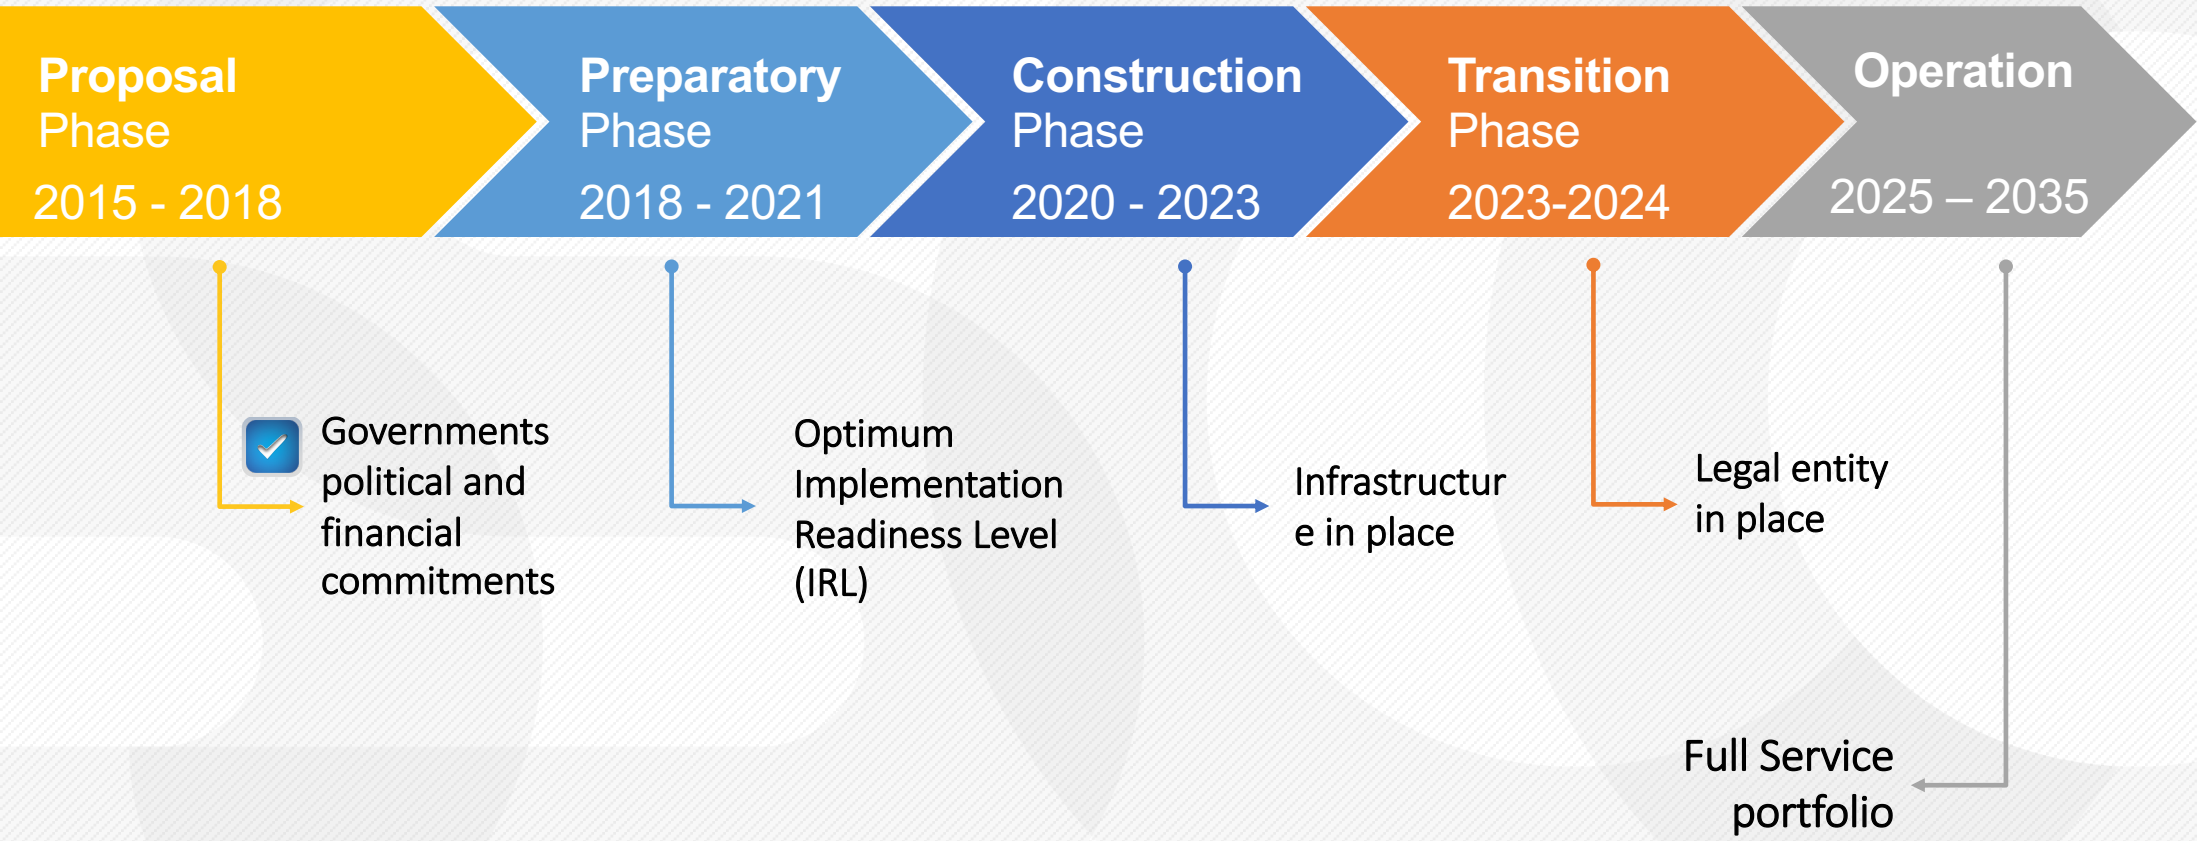 Proposal
Phase
2015 - 2018
Preparatory
Phase
2018 - 2021
Construction
Phase
2020 - 2023
Transition
Phase
2023-2024
Operation
2025 – 2035
Governments
political and
financial
commitments
Optimum
Implementation
Readiness Level
(IRL)
Infrastructur
e in place
Legal entity
in place
Full Service
portfolio